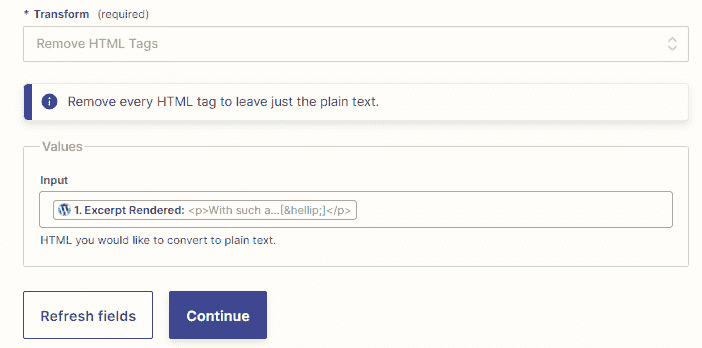 * Transform (required)
Remove HTML Tags
Remove every HTML tag to leave just the plain text.
Values
Input
1. Excerpt Rendered: <p>With such a...[&hellip;]</p>
HTML you would like to convert to plain text.
Refresh fields
Continue